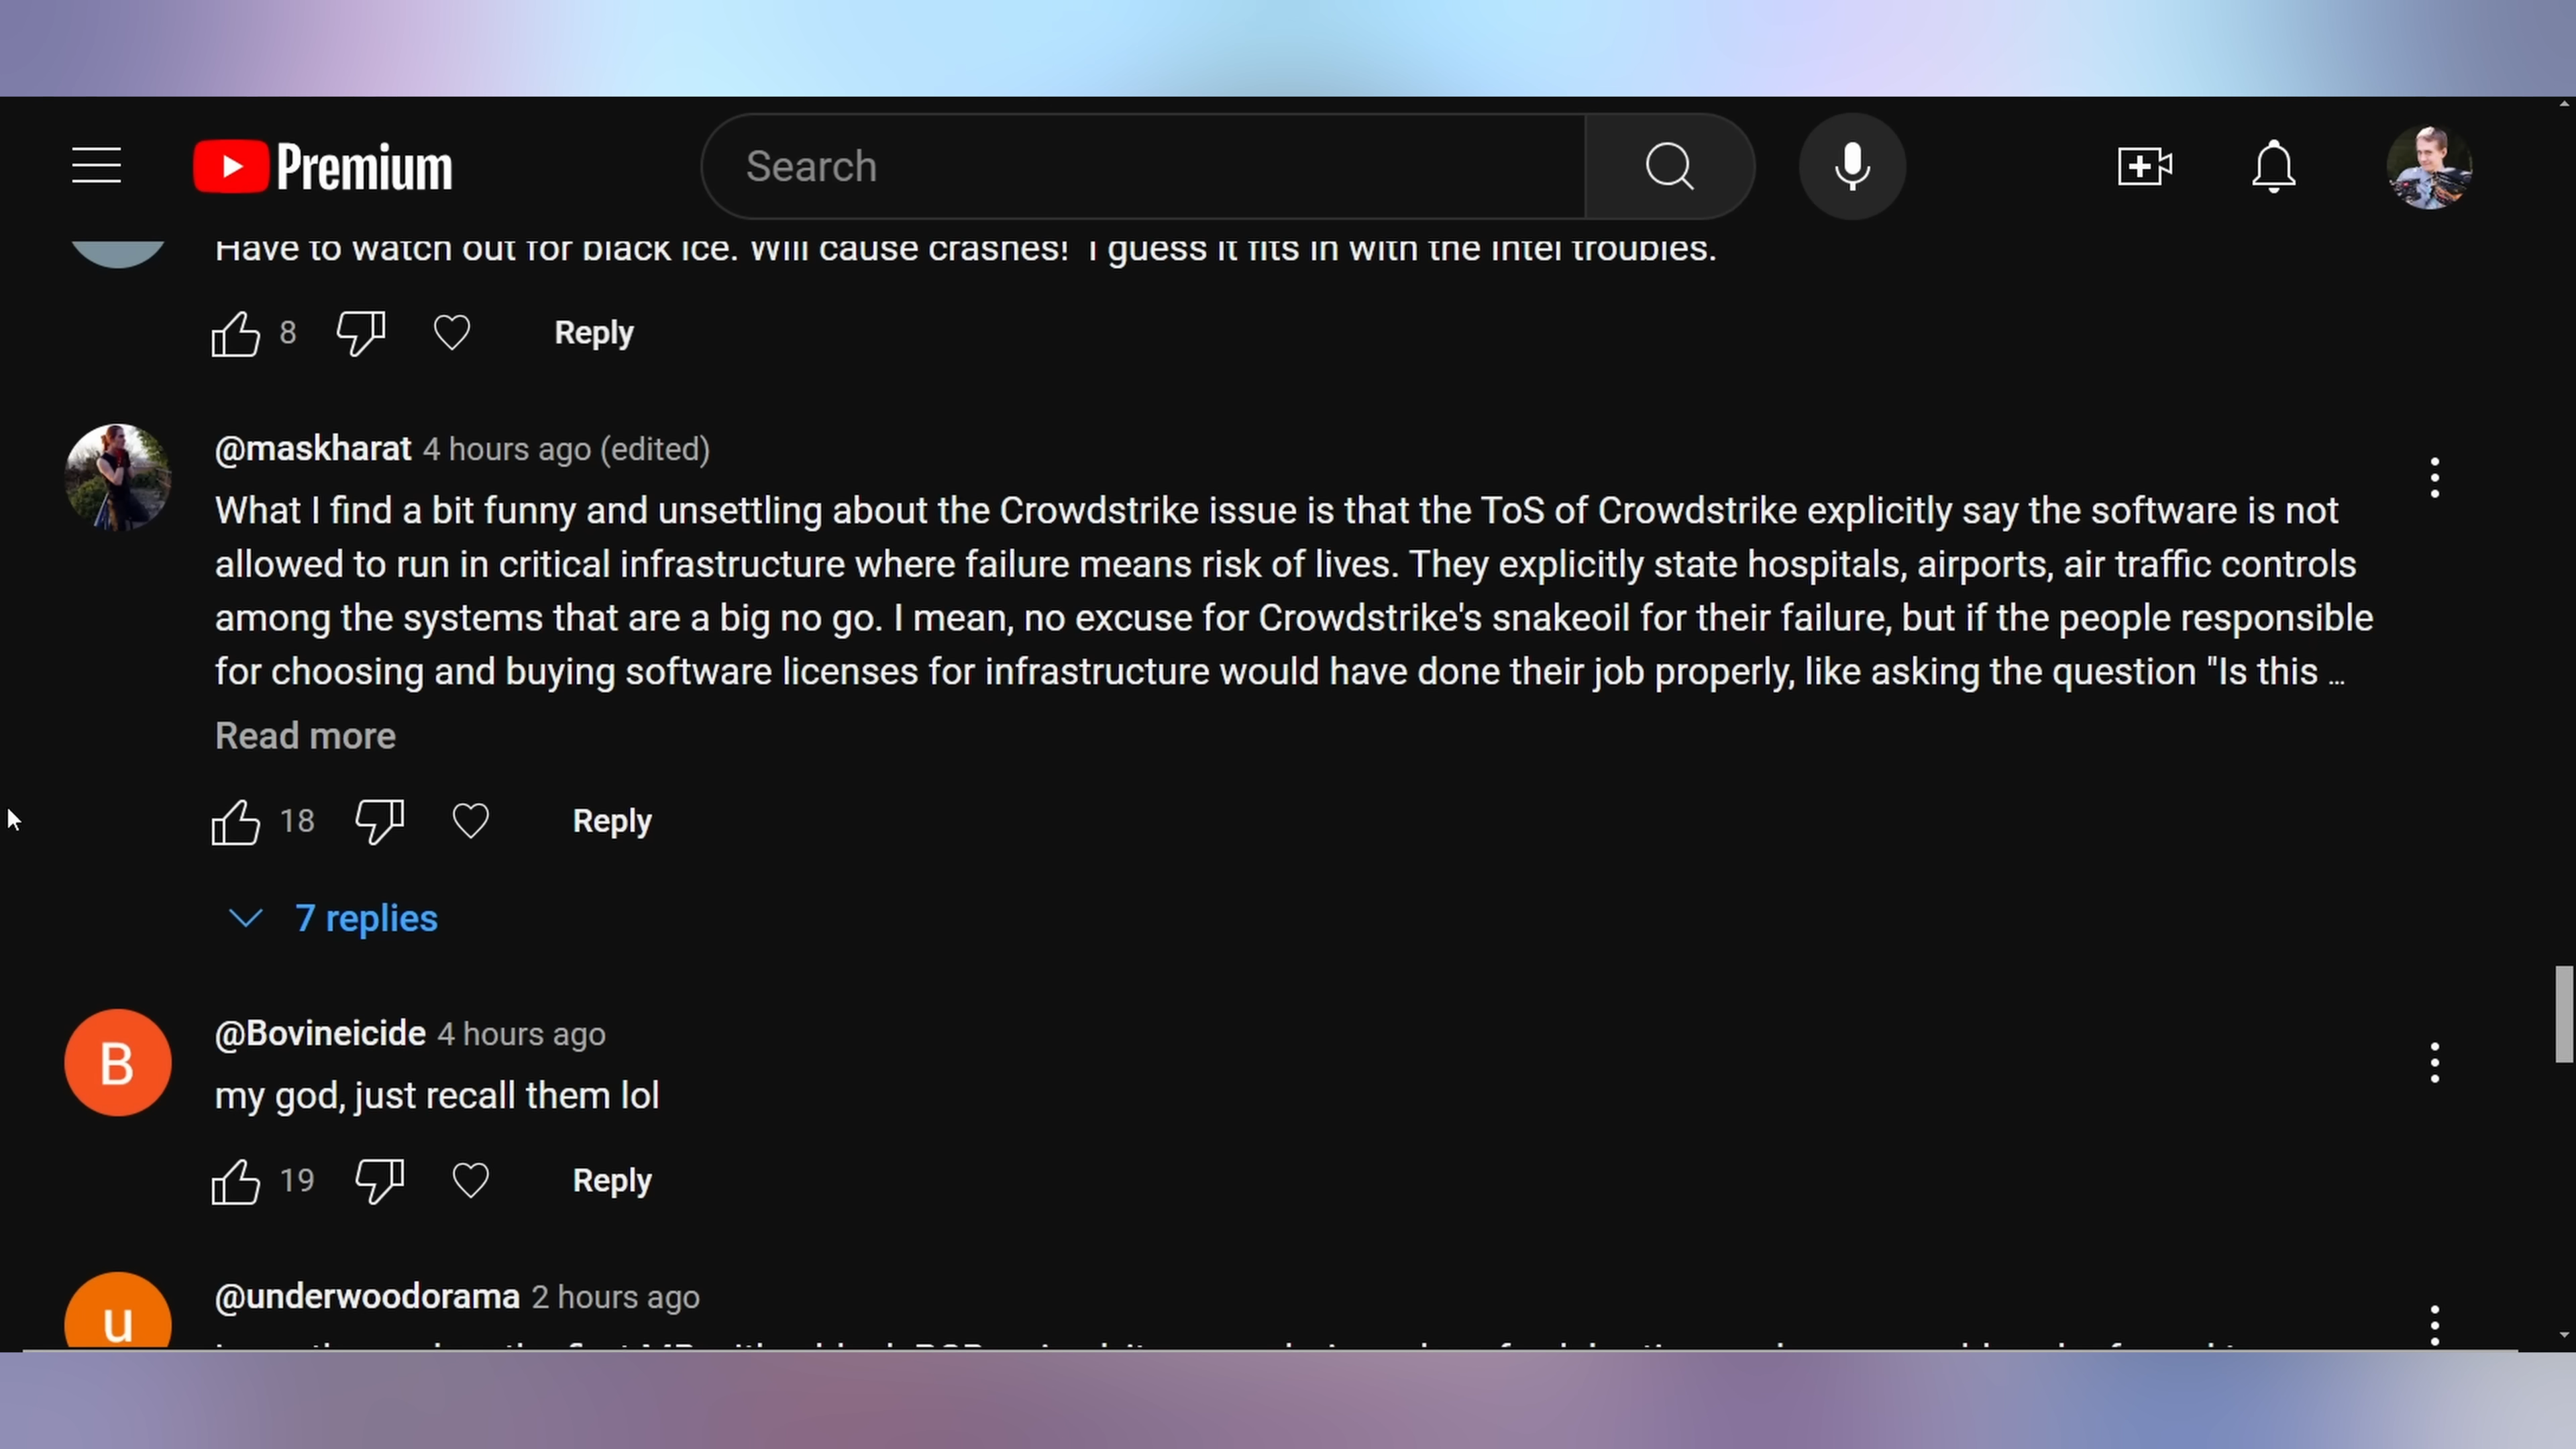 Premium
Search
Have to watch out for black ice. Will cause crashes! I guess it fits in with the Intel troubles.
8
Reply
@maskharat 4 hours ago (edited)
What I find a bit funny and unsettling about the Crowdstrike issue is that the ToS of Crowdstrike explicitly say the software is not
allowed to run in critical infrastructure where failure means risk of lives. They explicitly state hospitals, airports, air traffic controls
among the systems that are a big no go. I mean, no excuse for Crowdstrike's snakeoil for their failure, but if the people responsible
for choosing and buying software licenses for infrastructure would have done their job properly, like asking the question "Is this ...
Read more
18
Reply
7 replies
B
@Bovineicide 4 hours ago
my god, just recall them lol
19
Reply
u
@underwoodorama 2 hours ago